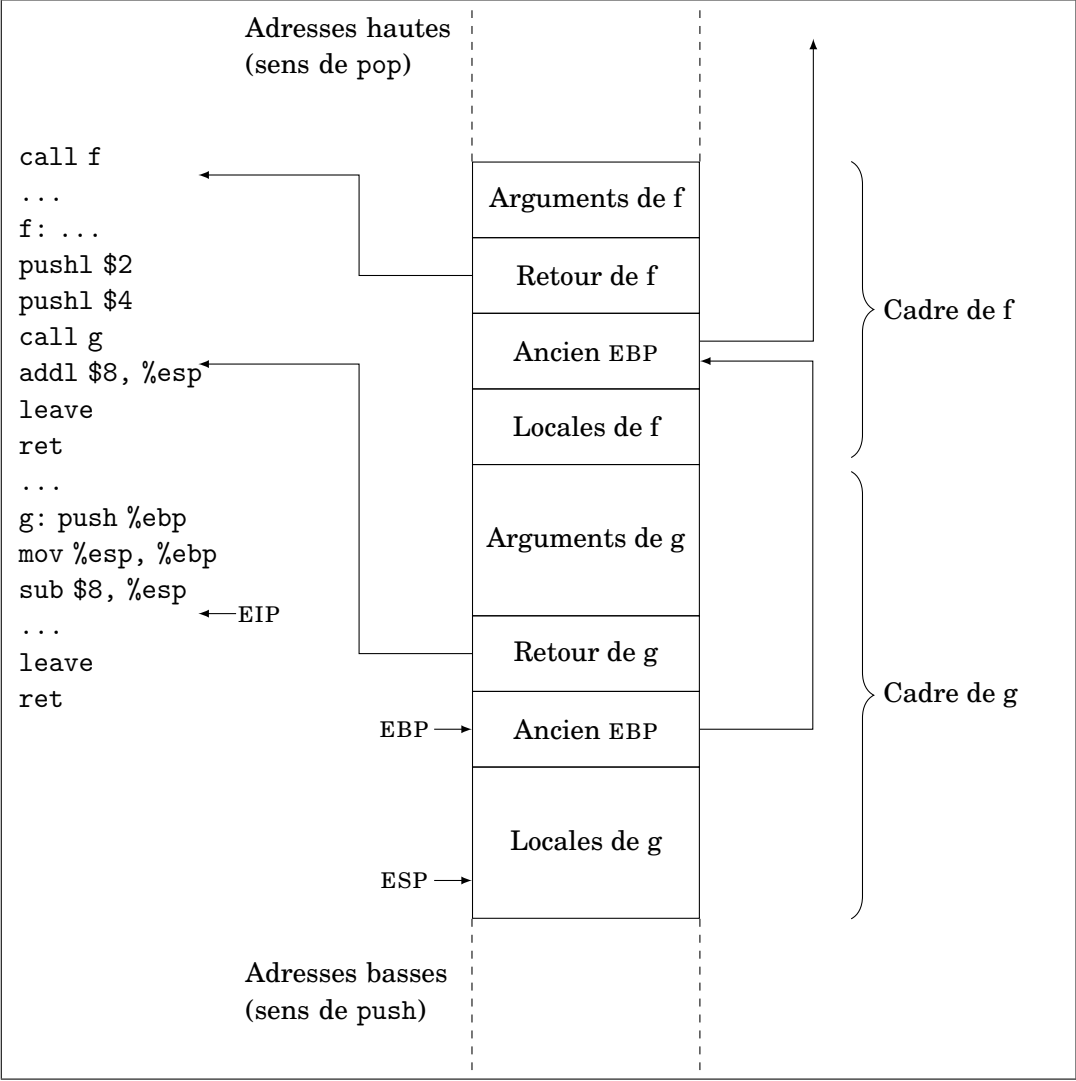 Adresses hautes
(sens de pop)
call f
...
f: ...
pushl $2
pushl $4
call g
addl $8, %esp
leave
ret
...
g: push %ebp
mov %esp, %ebp
sub $8, %esp
...
leave
ret
EIP
EBP
ESP
Arguments de f
Retour de f
Ancien EBP
Locales de f
Arguments de g
Retour de g
Ancien EBP
Locales de g
Cadre de f
Cadre de g
Adresses basses
(sens de push)